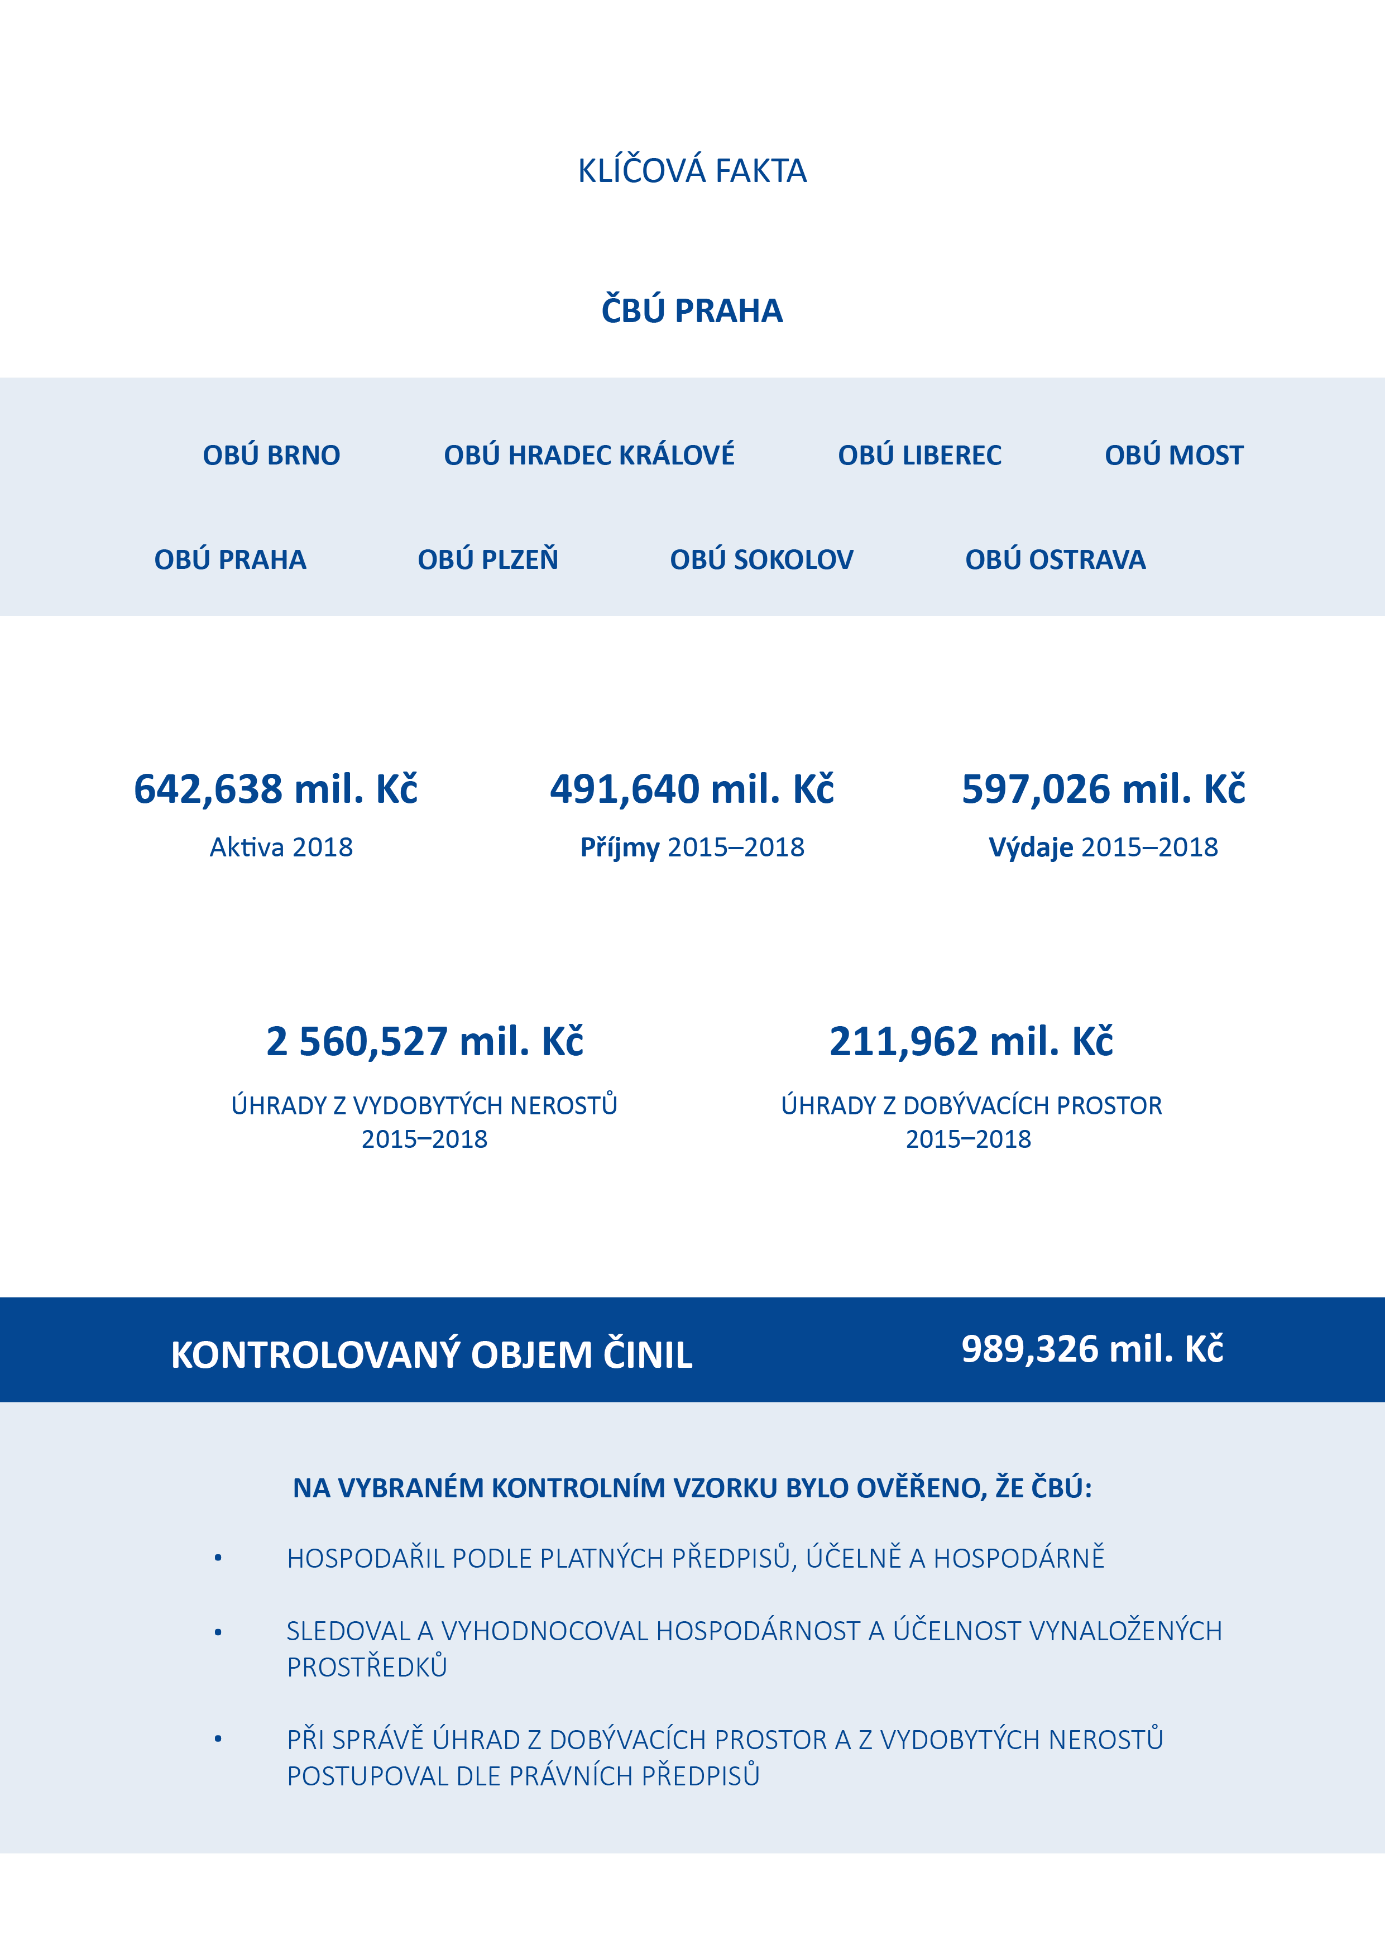 KLÍČOVÁ FAKTA
ČBÚ PRAHA
OBÚ BRNO OBÚ HRADEC KRÁLOVÉ OBÚ LIBEREC OBÚ MOST
OBÚ PRAHA OBÚ PLZEŇ OBÚ SOKOLOV OBÚ OSTRAVA
642,638 mil. Kč 491,640 mil. Kč 597,026 mil. Kč
Aktiva 2018 Příjmy 2015–2018 Výdaje 2015–2018
2 560,527 mil. Kč 211,962 mil. Kč
ÚHRADY Z VYDOBYTÝCH NEROSTŮ ÚHRADY Z DOBÝVACÍCH PROSTOR
2015–2018 2015–2018
KONTROLOVANÝ OBJEM ČINIL 989,326 mil. Kč
NA VYBRANÉM KONTROLNÍM VZORKU BYLO OVĚŘENO, ŽE ČBÚ:
• HOSPODAŘIL PODLE PLATNÝCH PŘEDPISŮ, ÚČELNĚ A HOSPODÁRNĚ
• SLEDOVAL A VYHODNOCOVAL HOSPODÁRNOST A ÚČELNOST VYNALOŽENÝCH
PROSTŘEDKŮ
• PŘI SPRÁVĚ ÚHRAD Z DOBÝVACÍCH PROSTOR A Z VYDOBYTÝCH NEROSTŮ
POSTUPOVAL DLE PRÁVNÍCH PŘEDPISŮ